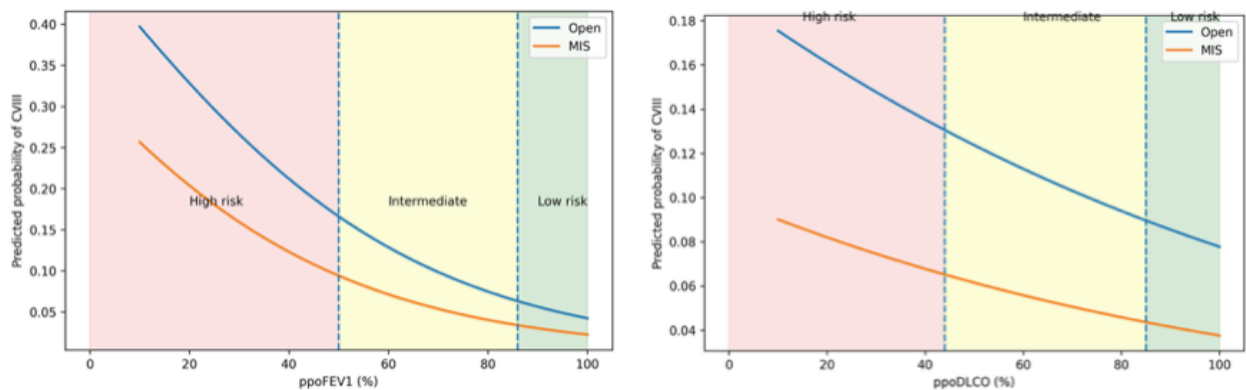 0.40
0.35
0.30
0.25
0.20
0.15
0.10
0.05
Predicted probability of CVIII
Open
MIS
High risk
Intermediate
Low risk
0 20 40 60 80 100
ppoFEV1 (%)
0.18
0.16
0.14
0.12
0.10
0.08
0.06
0.04
Predicted probability of CVIII
High risk
Intermediate
Low risk
Open
MIS
0 20 40 60 80 100
ppoDLCO (%)